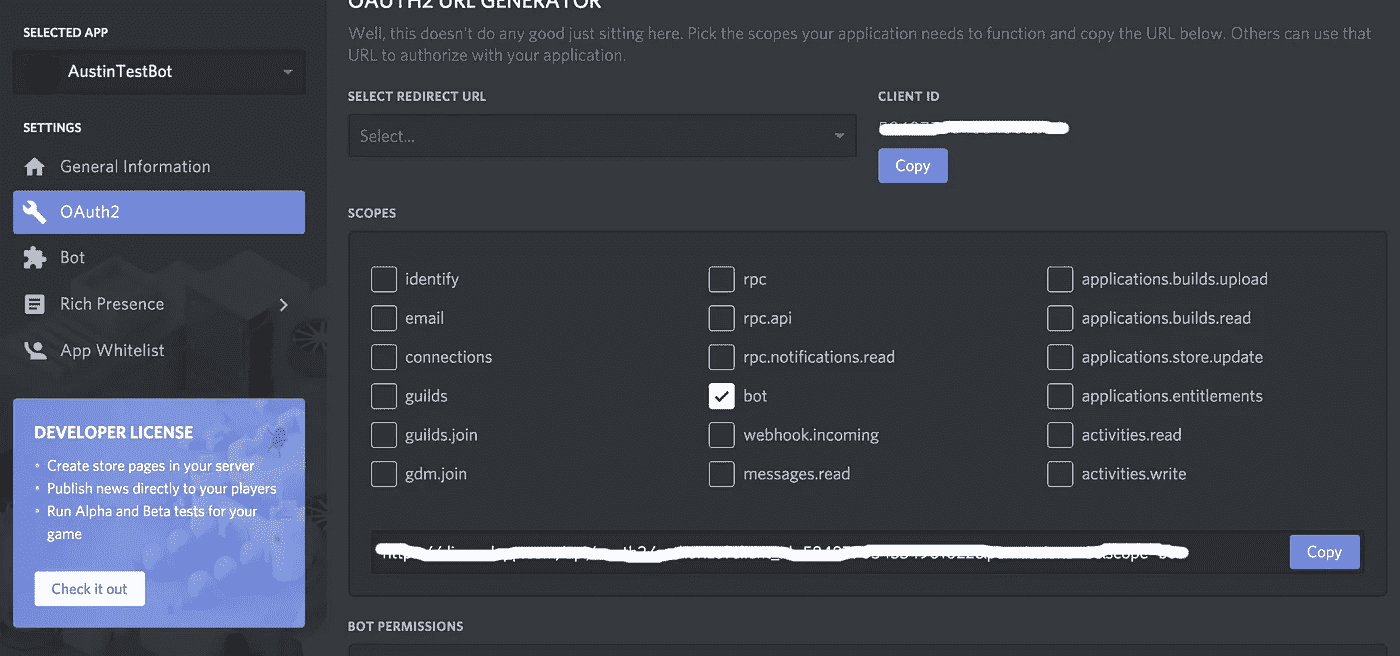 SELECTED APP
AustinTestBot
SETTINGS
General Information
OAuth2
Bot
Rich Presence
App Whitelist
DEVELOPER LICENSE
• Create store pages in your server
• Publish news directly to your players
• Run Alpha and Beta tests for your
game
Check it out
OAUTH2 URL GENERATOR
Well, this doesn't do any good just sitting here. Pick the scopes your application needs to function and copy the URL below. Others can use that
URL to authorize with your application.
SELECT REDIRECT URL
Select...
CLIENT ID
Copy
SCOPES
identify
email
connections
guilds
guilds.join
gdm.join
rpc
rpc.api
rpc.notifications.read
bot
webhook.incoming
messages.read
applications.builds.upload
applications.builds.read
applications.store.update
applications.entitlements
activities.read
activities.write
Copy
BOT PERMISSIONS